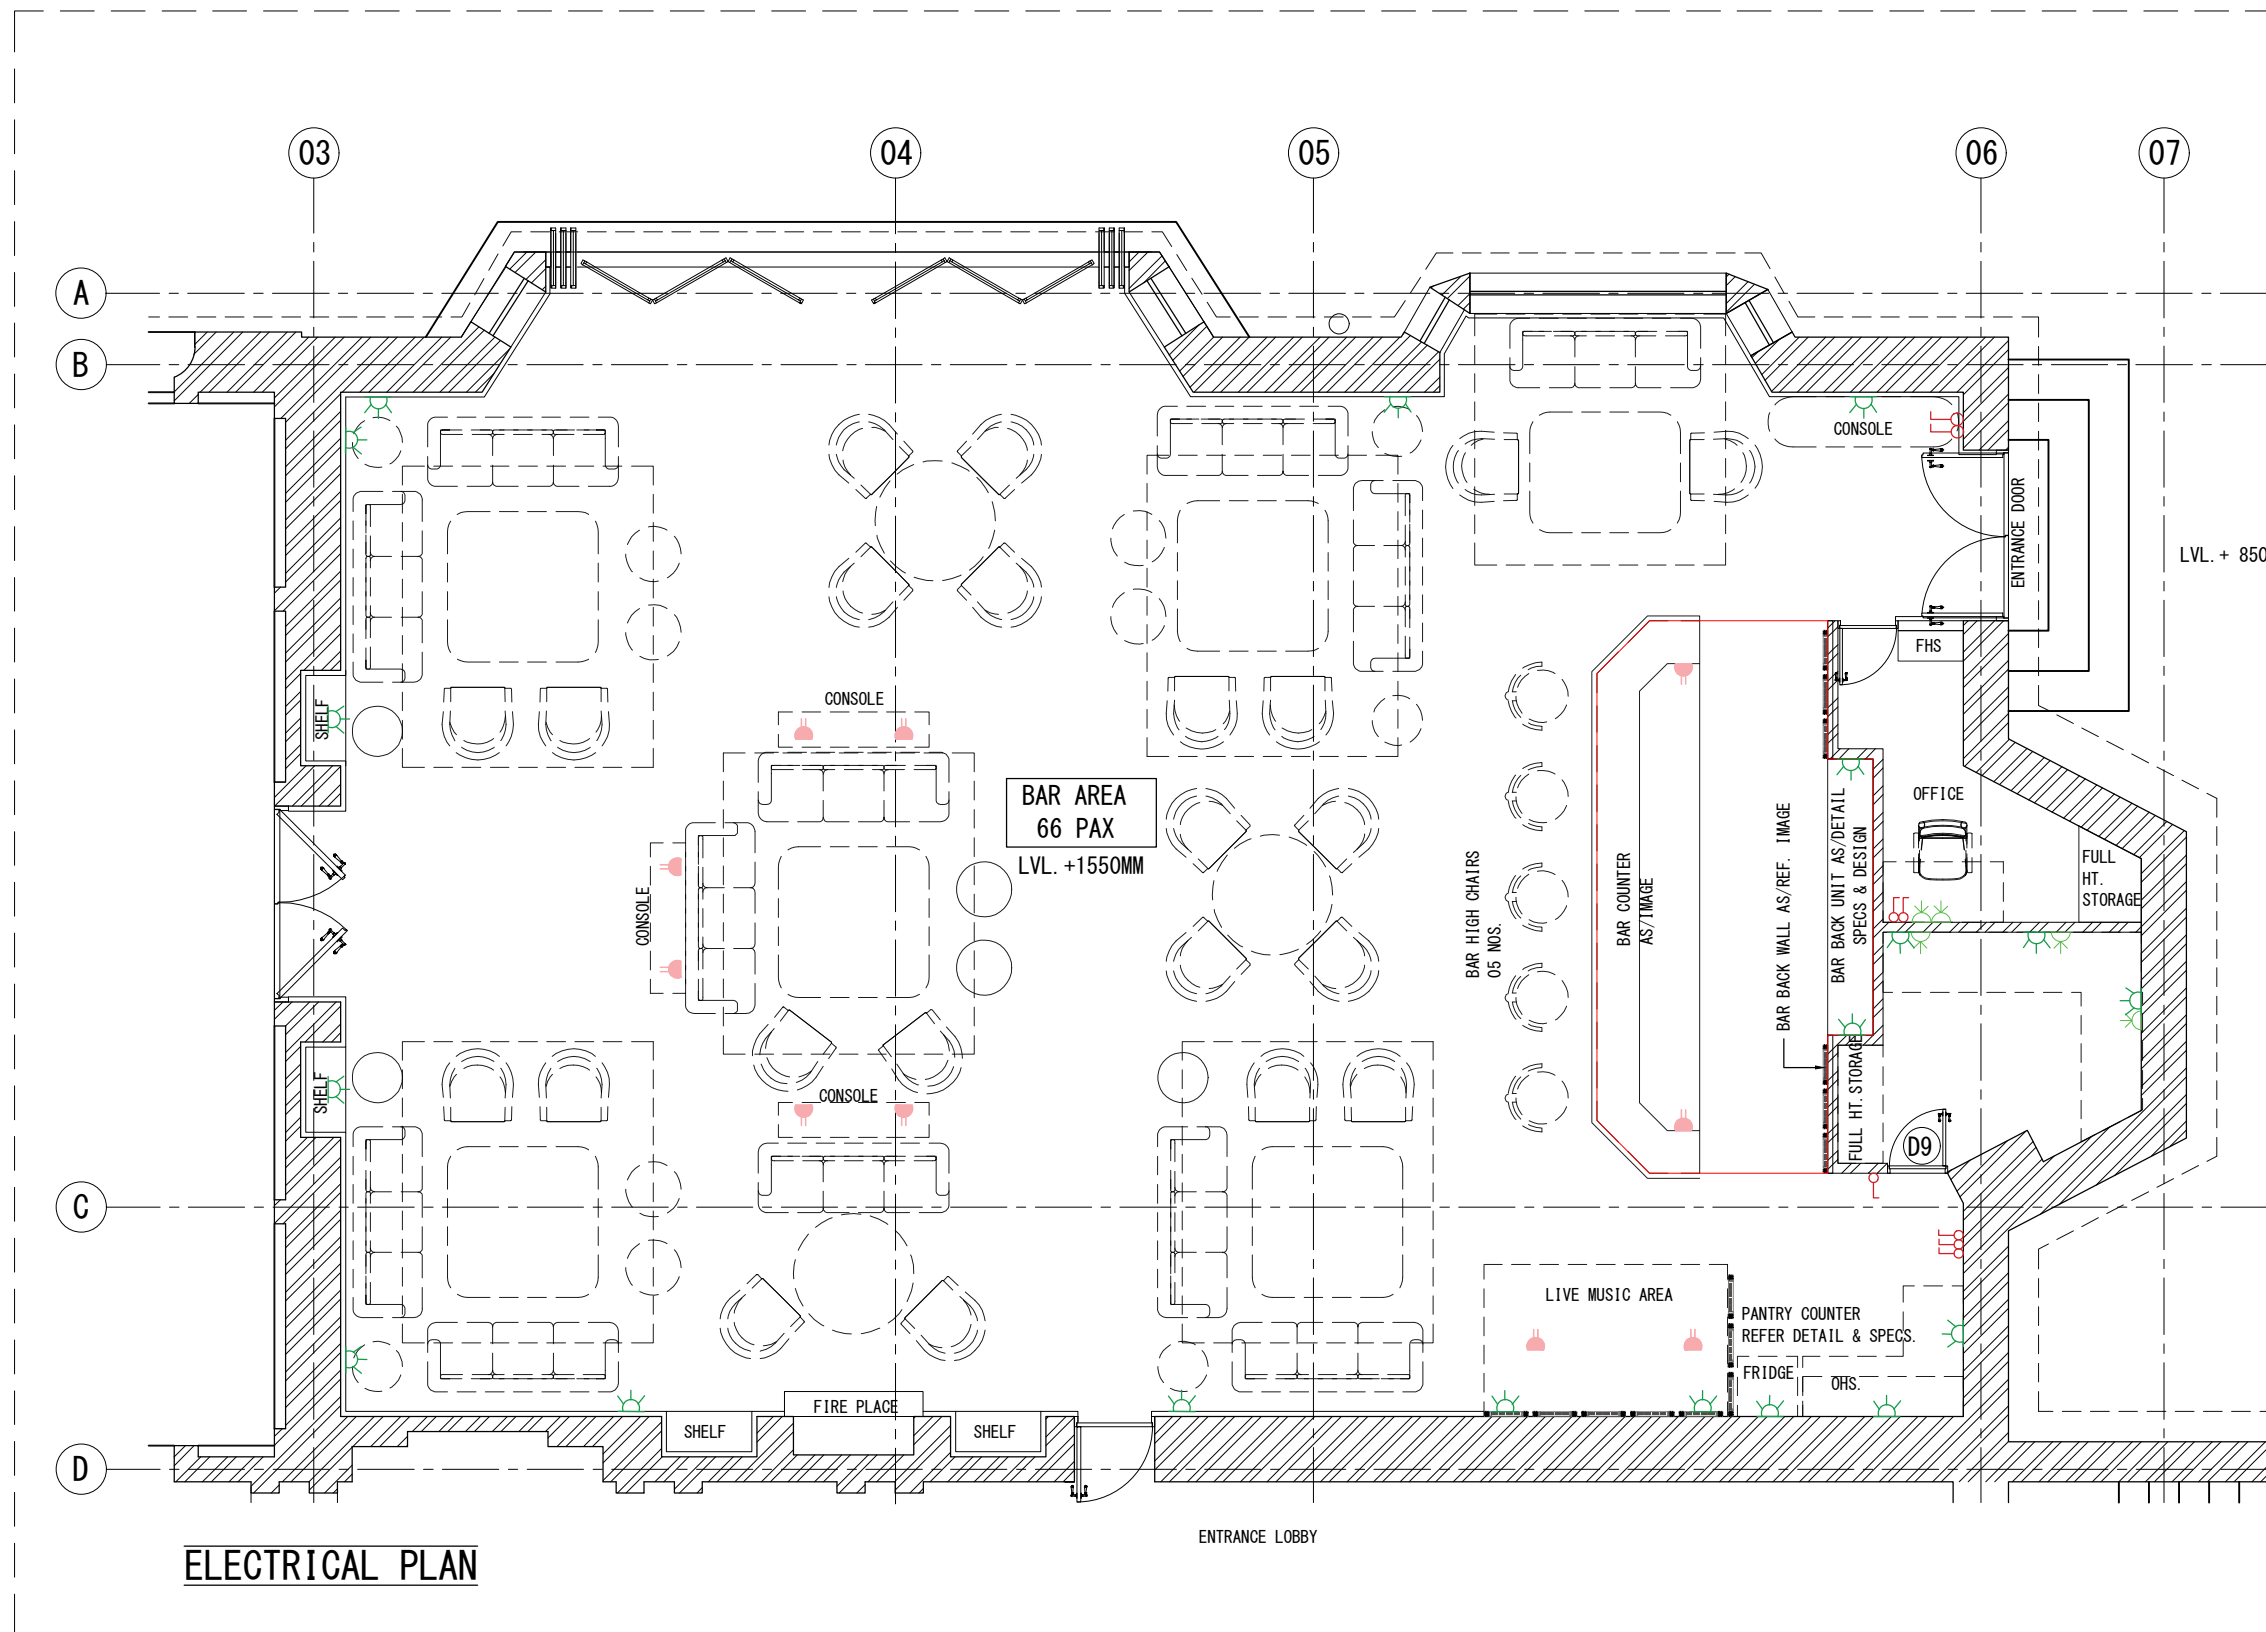 03
04
05
06
07
A
B
CONSOLE
ENTRANCE DOOR
LVL.+ 850
FHS
SHELF
CONSOLE
BAR AREA
66 PAX
LVL.+1550MM
CONSOLE
BAR HIGH CHAIRS
05 NOS.
BAR COUNTER
AS/IMAGE
BAR BACK WALL AS/REF. IMAGE
BAR BACK UNIT AS/DETAIL
SPECS & DESIGN
OFFICE
FULL
HT.
STORAGE
SHELF
CONSOLE
FULL HT.STORAGE
D9
C
LIVE MUSIC AREA
PANTRY COUNTER
REFER DETAIL & SPECS.
FRIDGE
OHS.
FIRE PLACE
SHELF
SHELF
D
ENTRANCE LOBBY
ELECTRICAL PLAN